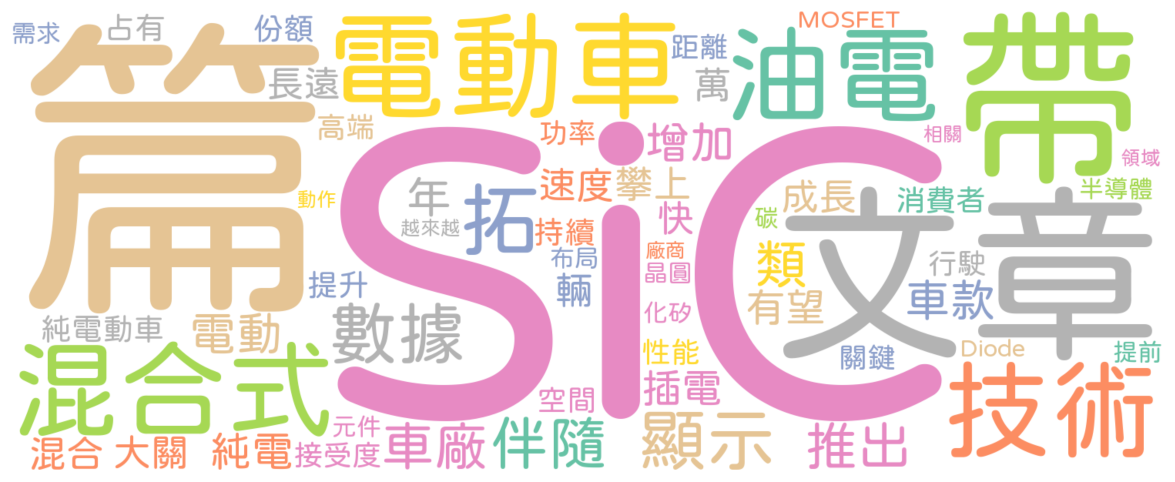 需求
占有
份額
電動車
距離
MOSFET
萬
油電
帶
篇
長遠
高端
功率
增加
相關
領域
SiC
動作
年
越來越
拓
速度
攀上
持續
快
布局
廠商
晶圓
輛
化矽
碳
成長
消費者
半導體
類
文章
行駛
有望
車款
提升
純電動車
電動
數據
性能
關鍵
Diode
提前
混合式
插電
空間
技術
混合
大關
純電
元件
接受度
車廠
伴隨
顯示
推出